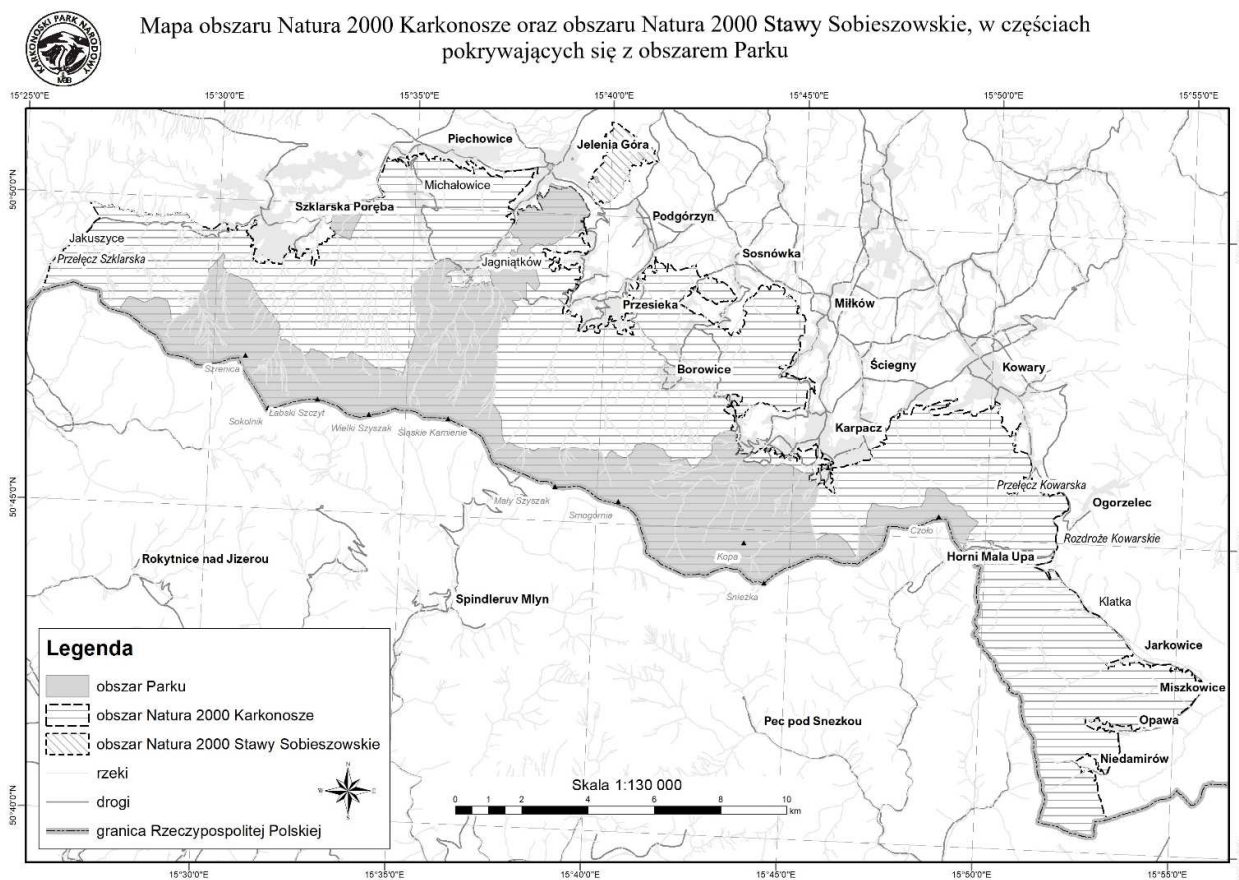 Mapa obszaru Natura 2000 Karkonosze oraz obszaru Natura 2000 Stawy Sobieszowskie, w częściach
pokrywających się z obszarem Parku
KARKONOSKI PARK NARODOWY
MaB
15°25'0"E
15°30'0"E
15°35'0"E
15°40'0"E
15°45'0"E
15°50'0"E
15°55'0"E
Piechowice
Jelenia Góra
Michałowice
50°50'0"N
Szklarska Poręba
Podgórzyn
Jakuszyce
Sosnówka
Przełęcz Szklarska
Jagniątków
Przesieka
Miłków
Szrenica
Borowice
Ściegny
Kowary
Łabski Szczyt
Sokolnik
Wielki Szyszak
Śląskie Kamienie
Karpacz
50°45'0"N
Mały Szyszak
Smogórnia
Przełęcz Kowarska
Ogorzelec
Czoło
Rozdroże Kowarskie
Rokytnice nad Jizerou
Kopa
Horni Mala Upa
Śnieżka
Spindleruv Mlyn
Klatka
Jarkowice
Miszkowice
Pec pod Snezkou
Opawa
Niedamirów
50°40'0"N
Legenda
obszar Parku
obszar Natura 2000 Karkonosze
obszar Natura 2000 Stawy Sobieszowskie
rzeki
drogi
granica Rzeczypospolitej Polskiej
N
S
Skala 1:130 000
0 1 2 4 6 8 10
km
15°30'0"E
15°35'0"E
15°40'0"E
15°45'0"E
15°50'0"E
15°55'0"E